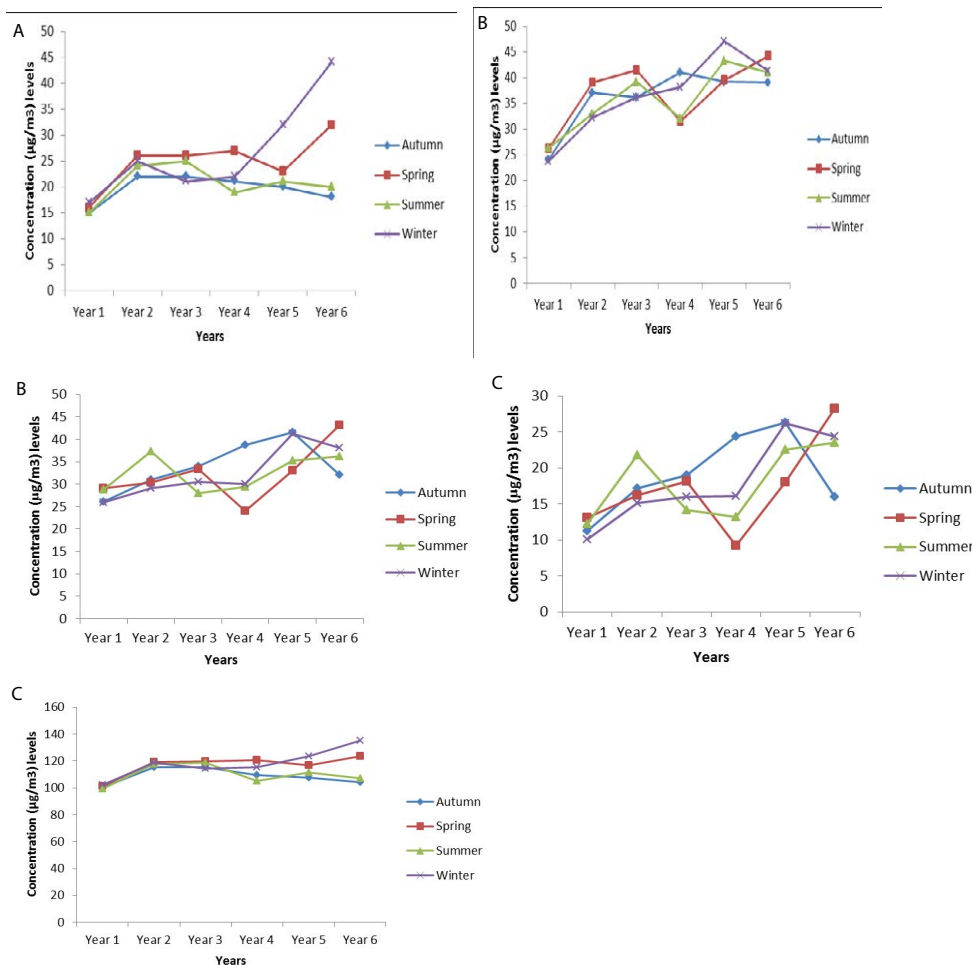 A
Concentration (µg/m3) levels
50
45
40
35
30
25
20
15
10
5
0
Year 1 Year 2 Year 3 Year 4 Year 5 Year 6
Years
Autumn
Spring
Summer
Winter
B
Concentration (µg/m3) levels
50
45
40
35
30
25
20
15
10
5
0
Year 1 Year 2 Year 3 Year 4 Year 5 Year 6
Years
Autumn
Spring
Summer
Winter
B
Concentration (µg/m3) levels
50
45
40
35
30
25
20
15
10
5
0
Year 1 Year 2 Year 3 Year 4 Year 5 Year 6
Years
Autumn
Spring
Summer
Winter
C
Concentration (µg/m3) levels
30
25
20
15
10
5
0
Year 1 Year 2 Year 3 Year 4 Year 5 Year 6
Years
Autumn
Spring
Summer
Winter
C
Concentration (µg/m3) levels
160
140
120
100
80
60
40
20
0
Year 1 Year 2 Year 3 Year 4 Year 5 Year 6
Years
Autumn
Spring
Summer
Winter